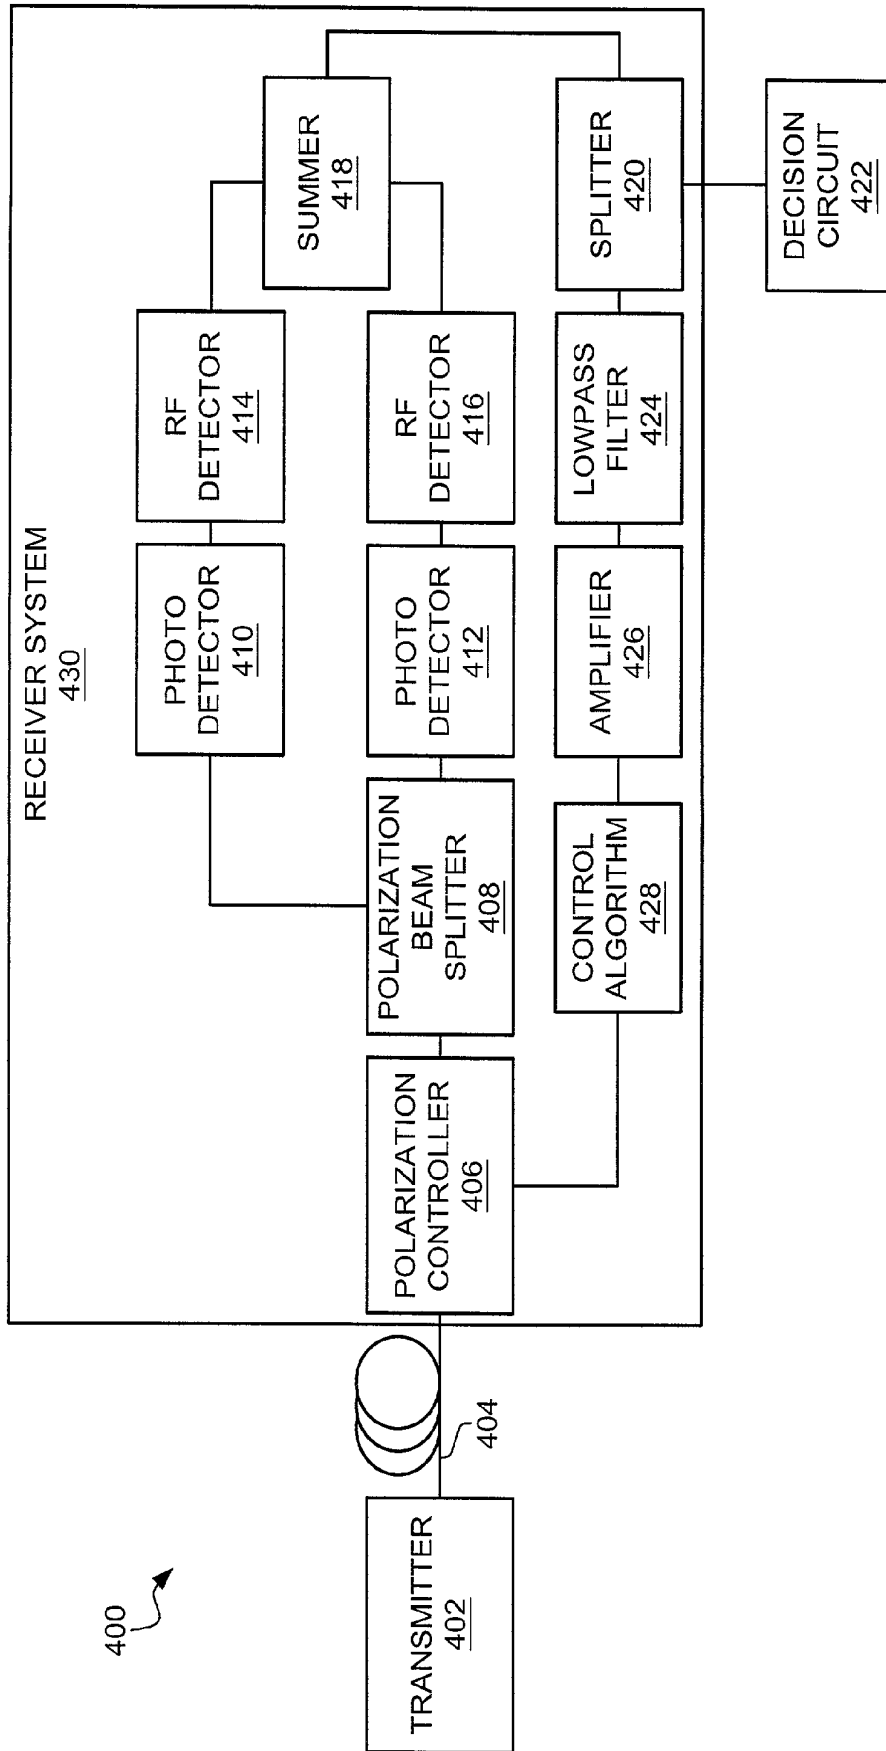 400
RECEIVER SYSTEM
430
TRANSMITTER
402
404
POLARIZATION
CONTROLLER
406
POLARIZATION
BEAM
SPLITTER
408
PHOTO
DETECTOR
410
RF
DETECTOR
414
PHOTO
DETECTOR
412
RF
DETECTOR
416
SUMMER
418
CONTROL
ALGORITHM
428
AMPLIFIER
426
LOWPASS
FILTER
424
SPLITTER
420
DECISION
CIRCUIT
422